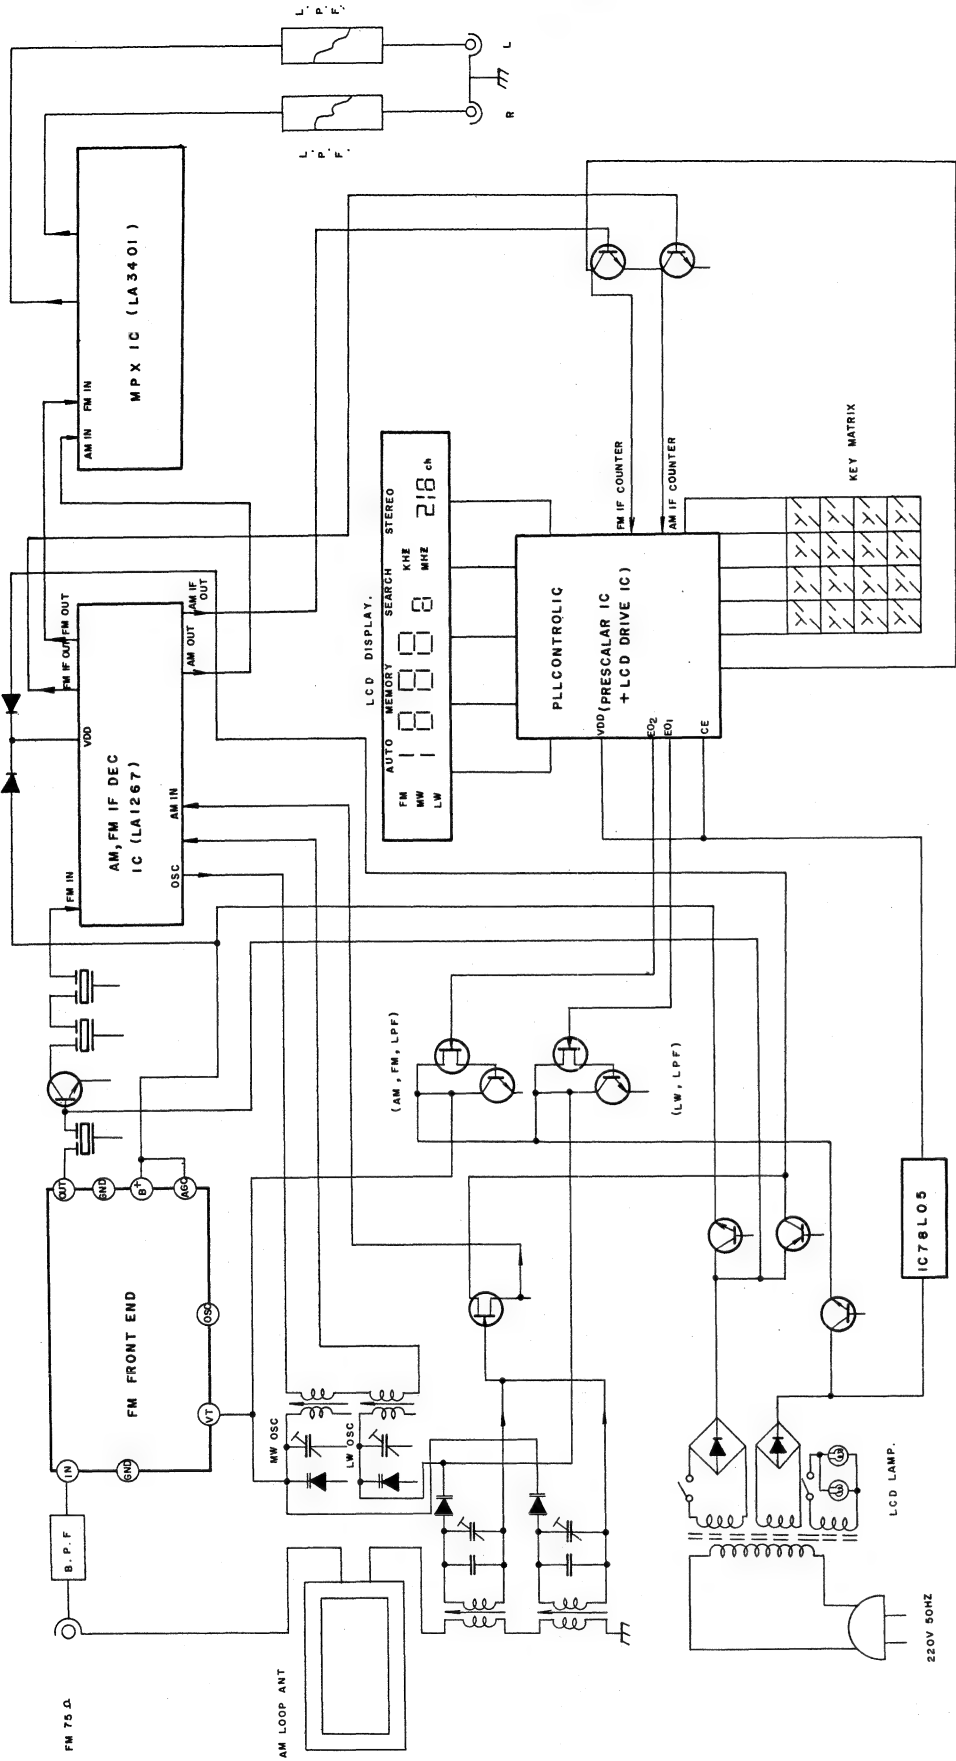 FM 75 Ω
B.P.F
IN
GND
FM FRONT END
VT
OSC
OUT
GND
B+
AGC
FM IN
AM, FM IF DEC
IC (LA1267)
VDD
OSC
AM IN
FM IF OUT
FM OUT
AM OUT
AM IF
OUT
AM IN
FM IN
MPX IC (LA3401)
L. P. F.
L. P. F.
L
R
AM LOOP ANT
MW OSC
LW OSC
(AM, FM, LPF)
(LW, LPF)
LCD DISPLAY.
FM
MW
LW
AUTO MEMORY SEARCH STEREO
1888 8
KHZ
MHZ
218 ch
PLLCONTROLIC
(PRESCALAR IC
+ LCD DRIVE IC)
VDD
EO2
EO1
CE
FM IF COUNTER
AM IF COUNTER
KEY MATRIX
IC78L05
LCD LAMP.
220V 50HZ